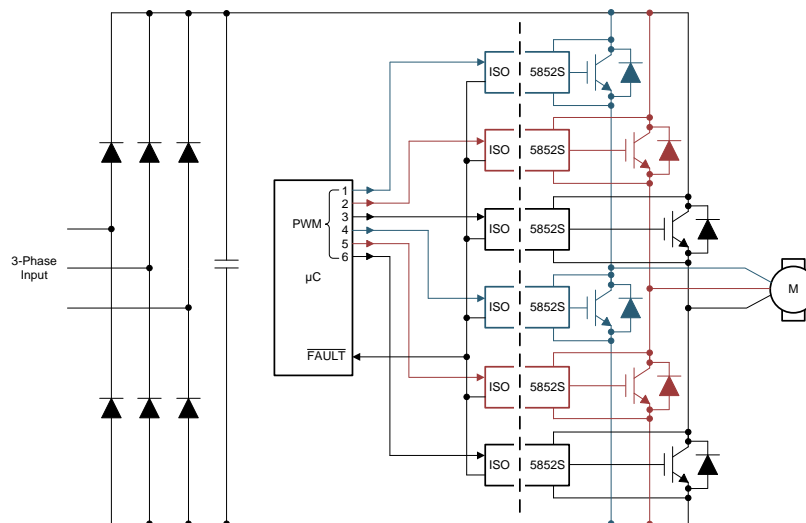 ISO 5852S
ISO 5852S
1
2
PWM 3
4
5
6
µC
FAULT
ISO 5852S
3-Phase
Input
ISO 5852S
M
ISO 5852S
ISO 5852S